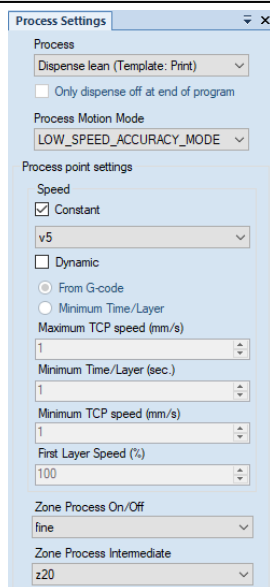 Process Settings
Process
Dispense lean (Template: Print)
Only dispense off at end of program
Process Motion Mode
LOW_SPEED_ACCURACY_MODE
Process point settings
Speed
Constant
v5
Dynamic
From G-code
Minimum Time/Layer
Maximum TCP speed (mm/s)
1
Minimum Time/Layer (sec.)
1
Minimum TCP speed (mm/s)
1
First Layer Speed (%)
100
Zone Process On/Off
fine
Zone Process Intermediate
z20